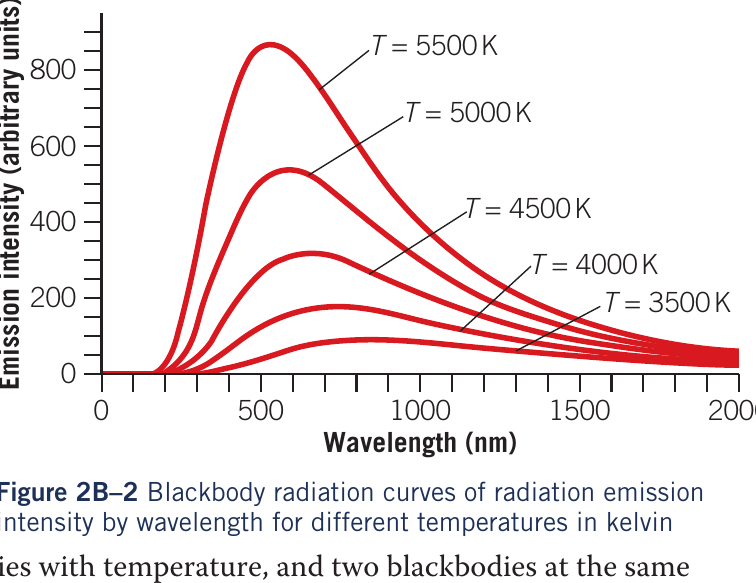 Emission intensity (arbitrary units)
800
600
400
200
0
T = 5500 K
T = 5000 K
T = 4500 K
T = 4000 K
T = 3500 K
0 500 1000 1500 2000
Wavelength (nm)
Figure 2B–2 Blackbody radiation curves of radiation emission
intensity by wavelength for different temperatures in kelvin
ies with temperature, and two blackbodies at the same